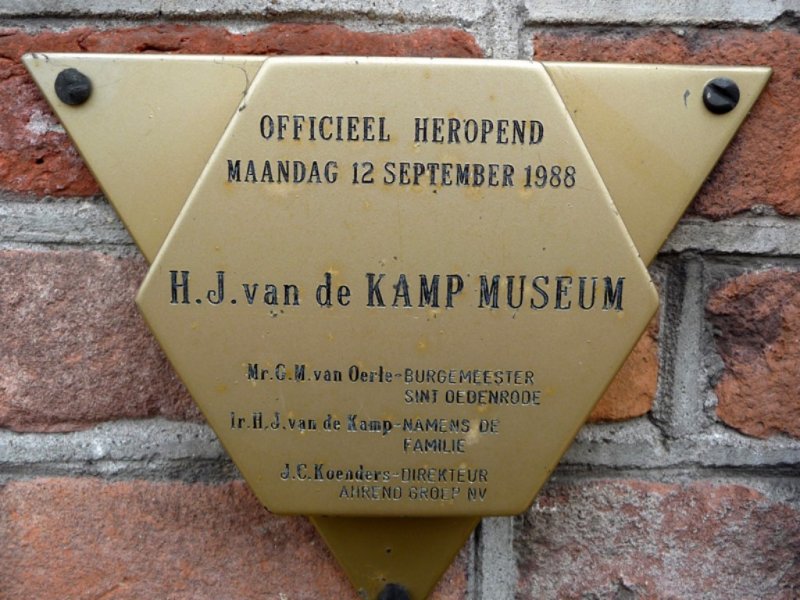 OFFICIEEL HEROPEND
MAANDAG 12 SEPTEMBER 1988
H.J. van de KAMP MUSEUM
Mr.G.M. van Oerle-BURGEMEESTER
SINT OEDENRODE
Ir.H.J. van de Kamp-NAMENS DE
FAMILIE
J.C. Koenders-DIREKTEUR
AHREND GROEP NV